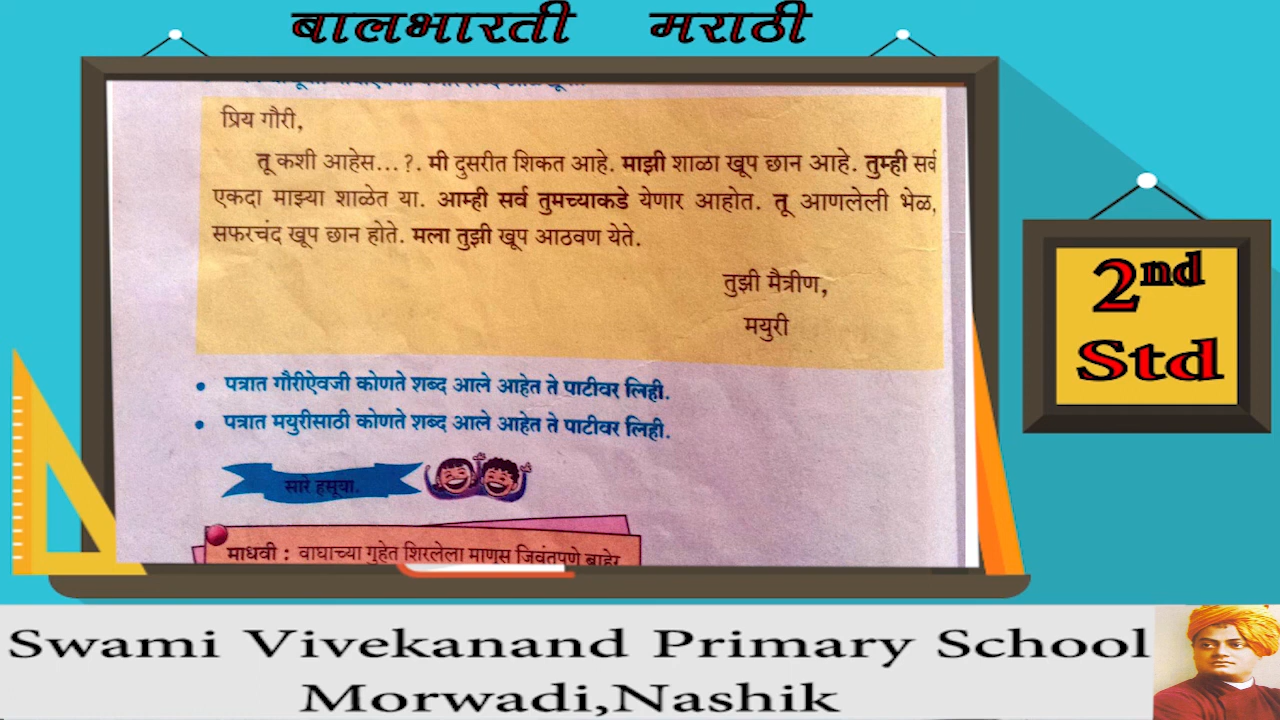 बालभारती मराठी
प्रिय गौरी,
तू कशी आहेस...?. मी दुसरीत शिकत आहे. माझी शाळा खूप छान आहे. तुम्ही सर्व
एकदा माझ्या शाळेत या. आम्ही सर्व तुमच्याकडे येणार आहोत. तू आणलेली भेळ,
सफरचंद खूप छान होते. मला तुझी खूप आठवण येते.
तुझी मैत्रीण,
मयुरी
• पत्रात गौरीऐवजी कोणते शब्द आले आहेत ते पाटीवर लिही.
• पत्रात मयुरीसाठी कोणते शब्द आले आहेत ते पाटीवर लिही.
सारे हसूया.
माधवी : वाघाच्या गुहेत शिरलेला माणूस जिवंतपणे बाहेर
2nd
Std
Swami Vivekanand Primary School
Morwadi,Nashik